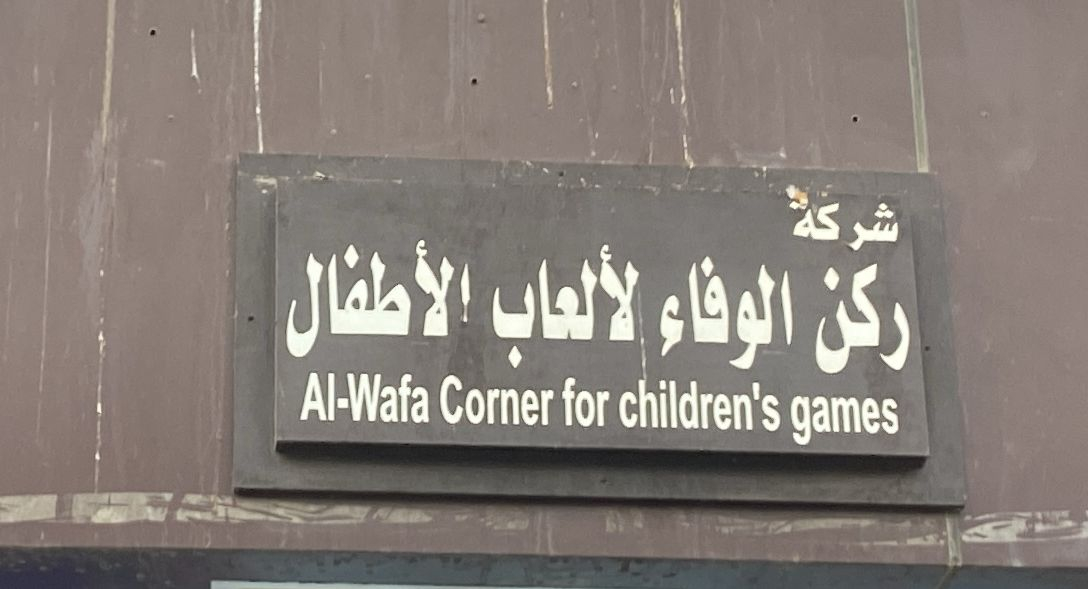 شركة
ركن الوفاء لألعاب الأطفال
Al-Wafa Corner for children's games